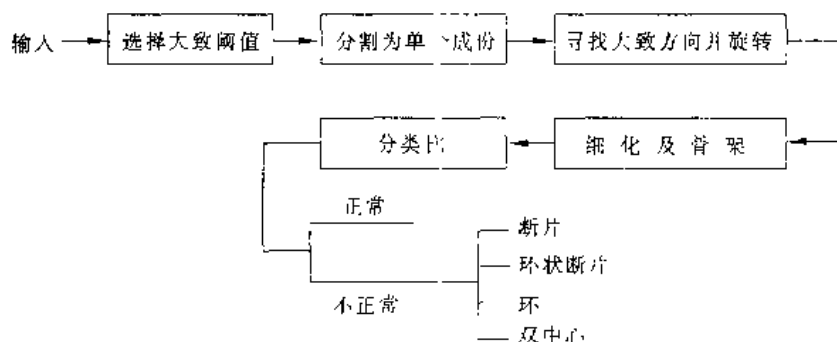 输入
选择大致阈值
分割为单个成份
寻找大致方向并旋转
细化及骨架
分类比
正常
不正常
断片
环状断片
环
双中心